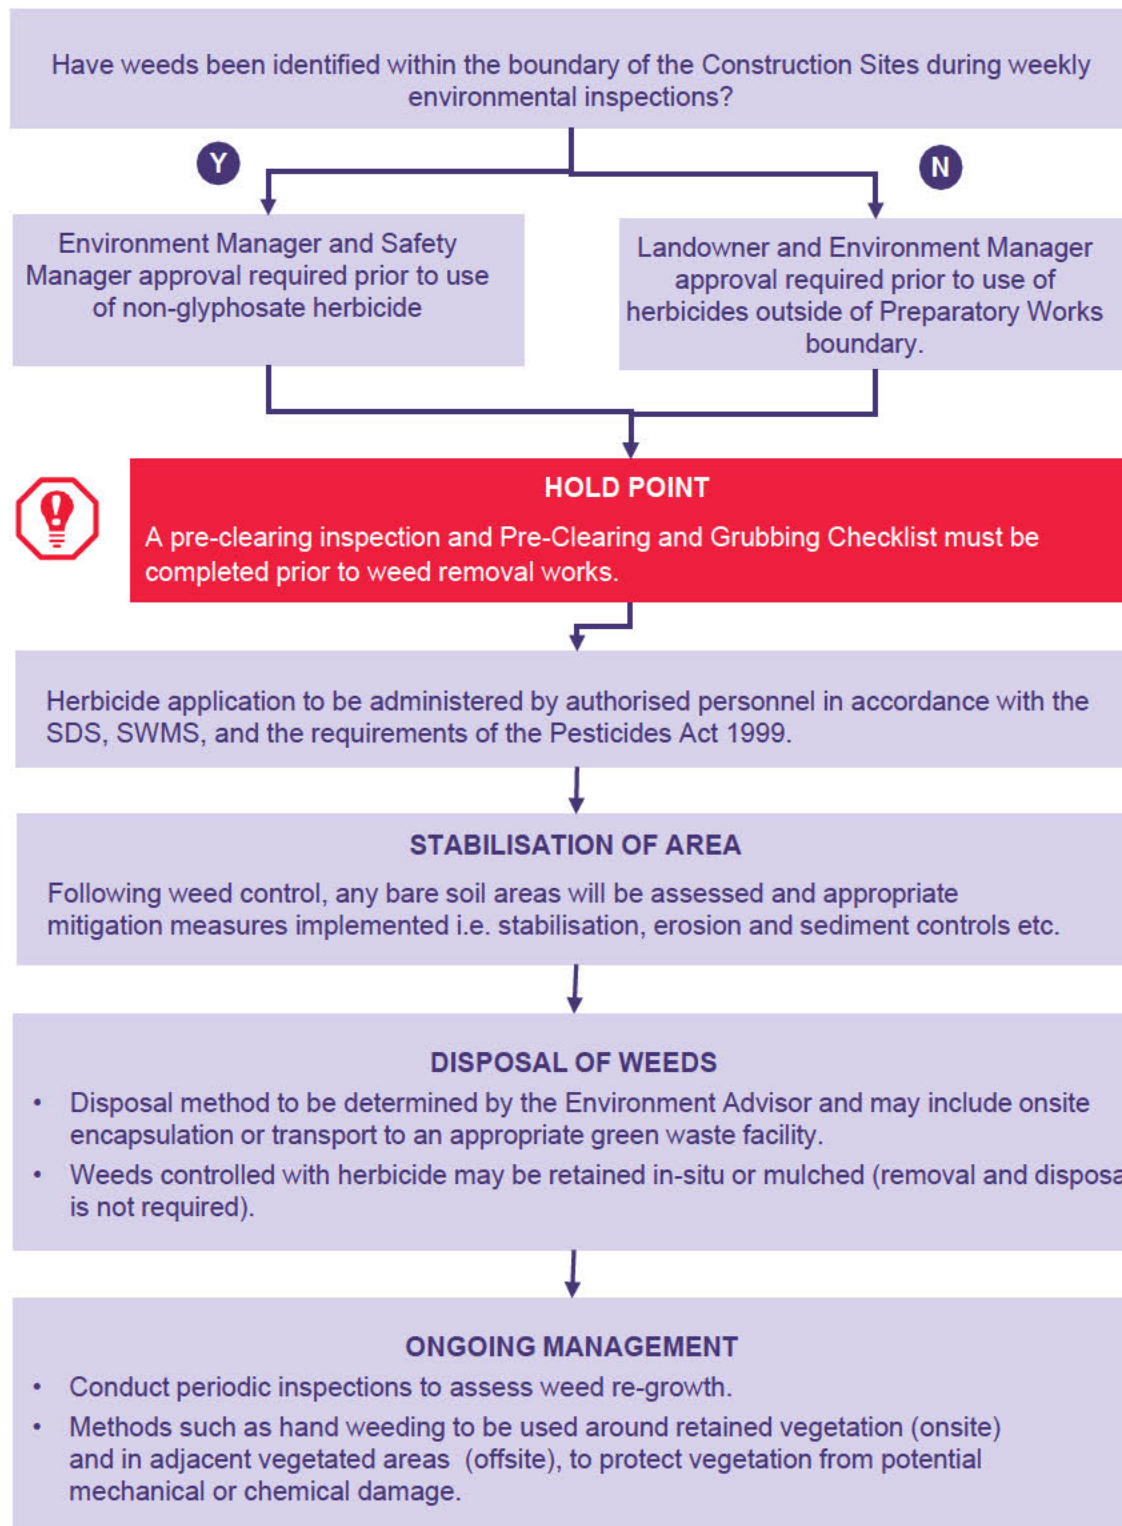 Have weeds been identified within the boundary of the Construction Sites during weekly
environmental inspections?
Y
N
Environment Manager and Safety
Manager approval required prior to use
of non-glyphosate herbicide
Landowner and Environment Manager
approval required prior to use of
herbicides outside of Preparatory Works
boundary.
HOLD POINT
A pre-clearing inspection and Pre-Clearing and Grubbing Checklist must be
completed prior to weed removal works.
Herbicide application to be administered by authorised personnel in accordance with the
SDS, SWMS, and the requirements of the Pesticides Act 1999.
STABILISATION OF AREA
Following weed control, any bare soil areas will be assessed and appropriate
mitigation measures implemented i.e. stabilisation, erosion and sediment controls etc.
DISPOSAL OF WEEDS
• Disposal method to be determined by the Environment Advisor and may include onsite
encapsulation or transport to an appropriate green waste facility.
• Weeds controlled with herbicide may be retained in-situ or mulched (removal and disposa
is not required).
ONGOING MANAGEMENT
• Conduct periodic inspections to assess weed re-growth.
• Methods such as hand weeding to be used around retained vegetation (onsite)
and in adjacent vegetated areas (offsite), to protect vegetation from potential
mechanical or chemical damage.